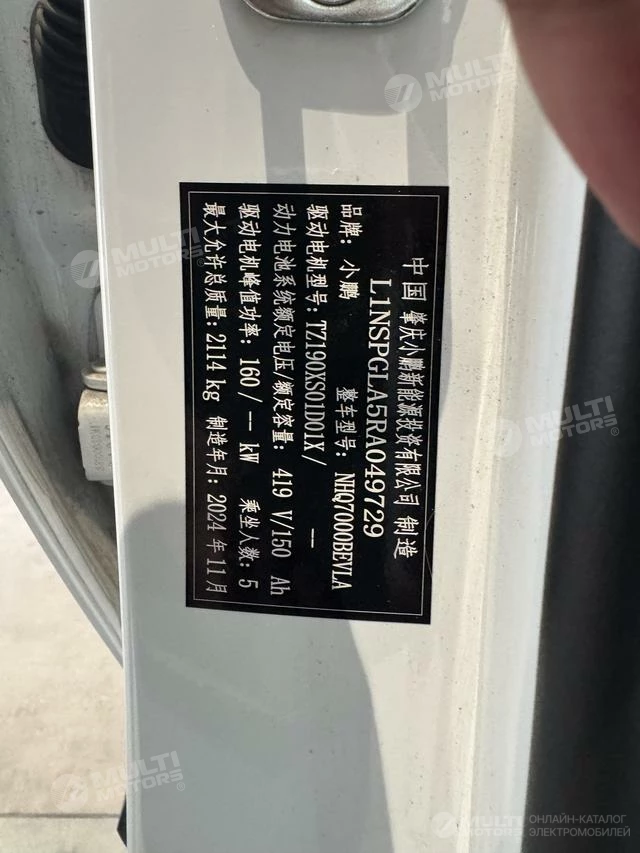 中国 肇庆小鹏新能源投资有限公司 制造
L1NSPGLA5RA049729
品牌: 小鹏 整车型号: NHQ7000BEVLA
驱动电机型号: TZ190XS01D01X/ --
动力电池系统额定电压/额定容量: 419 V/150 Ah
驱动电机峰值功率: 160/-- kW 乘坐人数: 5
最大允许总质量: 2114 kg 制造年月: 2024 年 11 月
MULTI MOTORS
MULTI MOTORS
MULTI MOTORS
MULTI MOTORS
MULTI MOTORS
ОНЛАЙН-КАТАЛОГ
ЭЛЕКТРОМОБИЛЕЙ